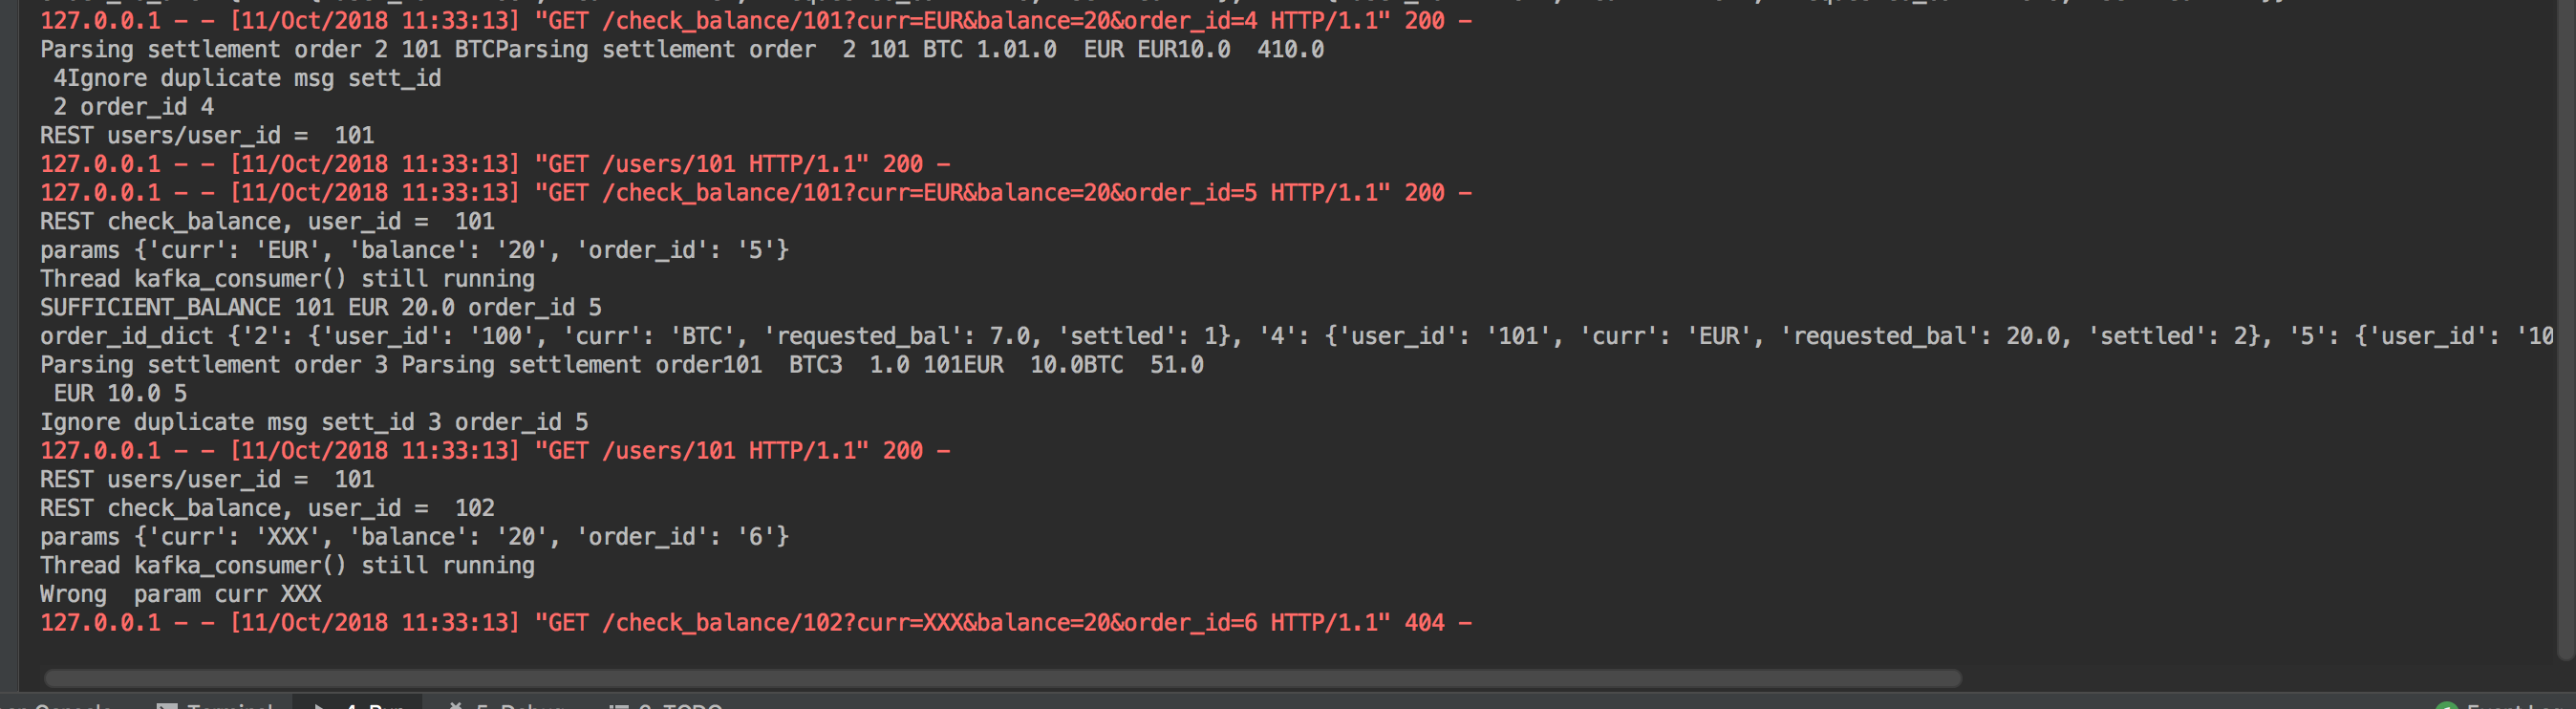 127.0.0.1 - - [11/Oct/2018 11:33:13] "GET /check_balance/101?curr=EUR&balance=20&order_id=4 HTTP/1.1" 200 -
Parsing settlement order 2 101 BTCParsing settlement order  2 101 BTC 1.01.0  EUR EUR10.0  410.0
 4Ignore duplicate msg sett_id
 2 order_id 4
REST users/user_id =  101
127.0.0.1 - - [11/Oct/2018 11:33:13] "GET /users/101 HTTP/1.1" 200 -
127.0.0.1 - - [11/Oct/2018 11:33:13] "GET /check_balance/101?curr=EUR&balance=20&order_id=5 HTTP/1.1" 200 -
REST check_balance, user_id =  101
params {'curr': 'EUR', 'balance': '20', 'order_id': '5'}
Thread kafka_consumer() still running
SUFFICIENT_BALANCE 101 EUR 20.0 order_id 5
order_id_dict {'2': {'user_id': '100', 'curr': 'BTC', 'requested_bal': 7.0, 'settled': 1}, '4': {'user_id': '101', 'curr': 'EUR', 'requested_bal': 20.0, 'settled': 2}, '5': {'user_id': '10
Parsing settlement order 3 Parsing settlement order101  BTC3  1.0 101EUR  10.0BTC  51.0
 EUR 10.0 5
Ignore duplicate msg sett_id 3 order_id 5
127.0.0.1 - - [11/Oct/2018 11:33:13] "GET /users/101 HTTP/1.1" 200 -
REST users/user_id =  101
REST check_balance, user_id =  102
params {'curr': 'XXX', 'balance': '20', 'order_id': '6'}
Thread kafka_consumer() still running
Wrong  param curr XXX
127.0.0.1 - - [11/Oct/2018 11:33:13] "GET /check_balance/102?curr=XXX&balance=20&order_id=6 HTTP/1.1" 404 -